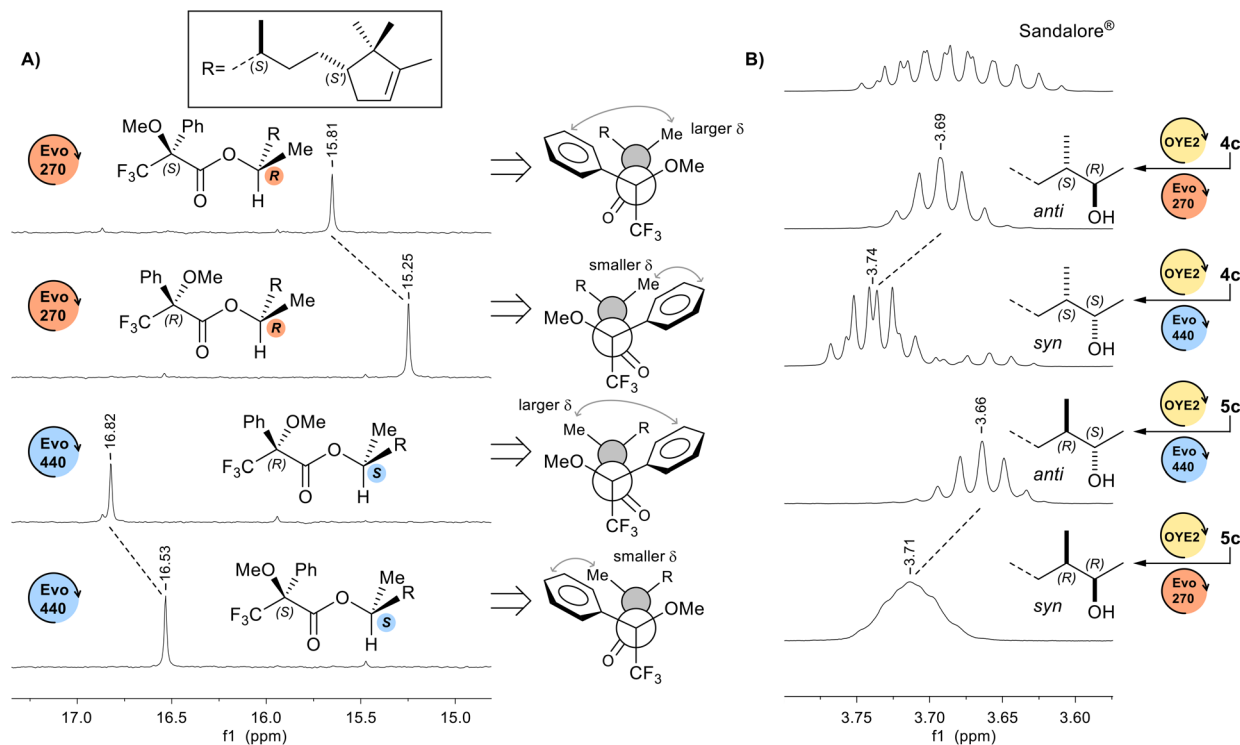 A)
R=
(S)
(S')
Evo
270
MeO
Ph
F3C
(S)
O
O
R
Me
H
R
15.81
R
Me
larger δ
OMe
O
CF3
Evo
270
Ph
OMe
F3C
(R)
O
O
R
Me
H
R
15.25
smaller δ
R
Me
MeO
O
CF3
Evo
440
16.82
Ph
OMe
F3C
(R)
O
O
Me
R
H
S
larger δ
Me
R
MeO
O
CF3
Evo
440
16.53
MeO
Ph
F3C
(S)
O
O
Me
R
H
S
smaller δ
Me
R
OMe
O
CF3
17.0
16.5
16.0
15.5
15.0
f1 (ppm)
B)
Sandalore®
3.69
(R)
(S)
anti
OH
OYE2
4c
Evo
270
3.74
(S)
(S)
syn
OH
OYE2
4c
Evo
440
3.66
(S)
(R)
anti
OH
OYE2
5c
Evo
440
3.71
(R)
(R)
syn
OH
OYE2
5c
Evo
270
3.75
3.70
3.65
3.60
f1 (ppm)